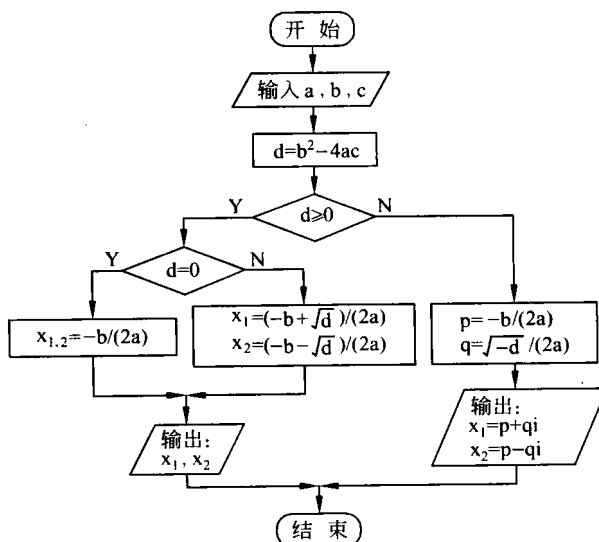 开 始
输入 a , b , c
d=b²−4ac
d≥0
Y
N
d=0
Y
N
x₁,₂=−b/(2a)
x₁=(−b+√d)/(2a)
x₂=(−b−√d)/(2a)
p=−b/(2a)
q=√−d/(2a)
输出:
x₁, x₂
输出:
x₁=p+qi
x₂=p−qi
结 束